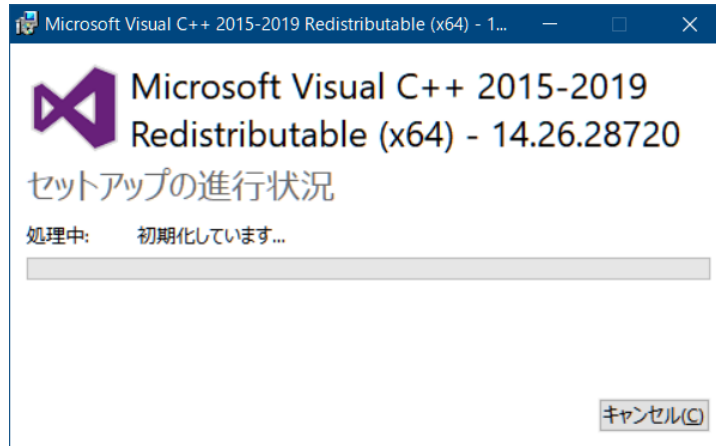 Microsoft Visual C++ 2015-2019 Redistributable (x64) - 1...
Microsoft Visual C++ 2015-2019
Redistributable (x64) - 14.26.28720
セットアップの進行状況
処理中: 初期化しています...
キャンセル(C)